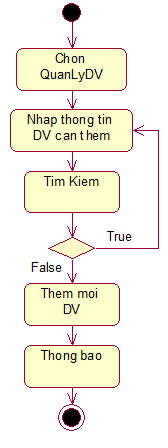 Chon
QuanLyDV
Nhap thong tin
DV can them
Tim Kiem
True
False
Them moi
DV
Thong bao